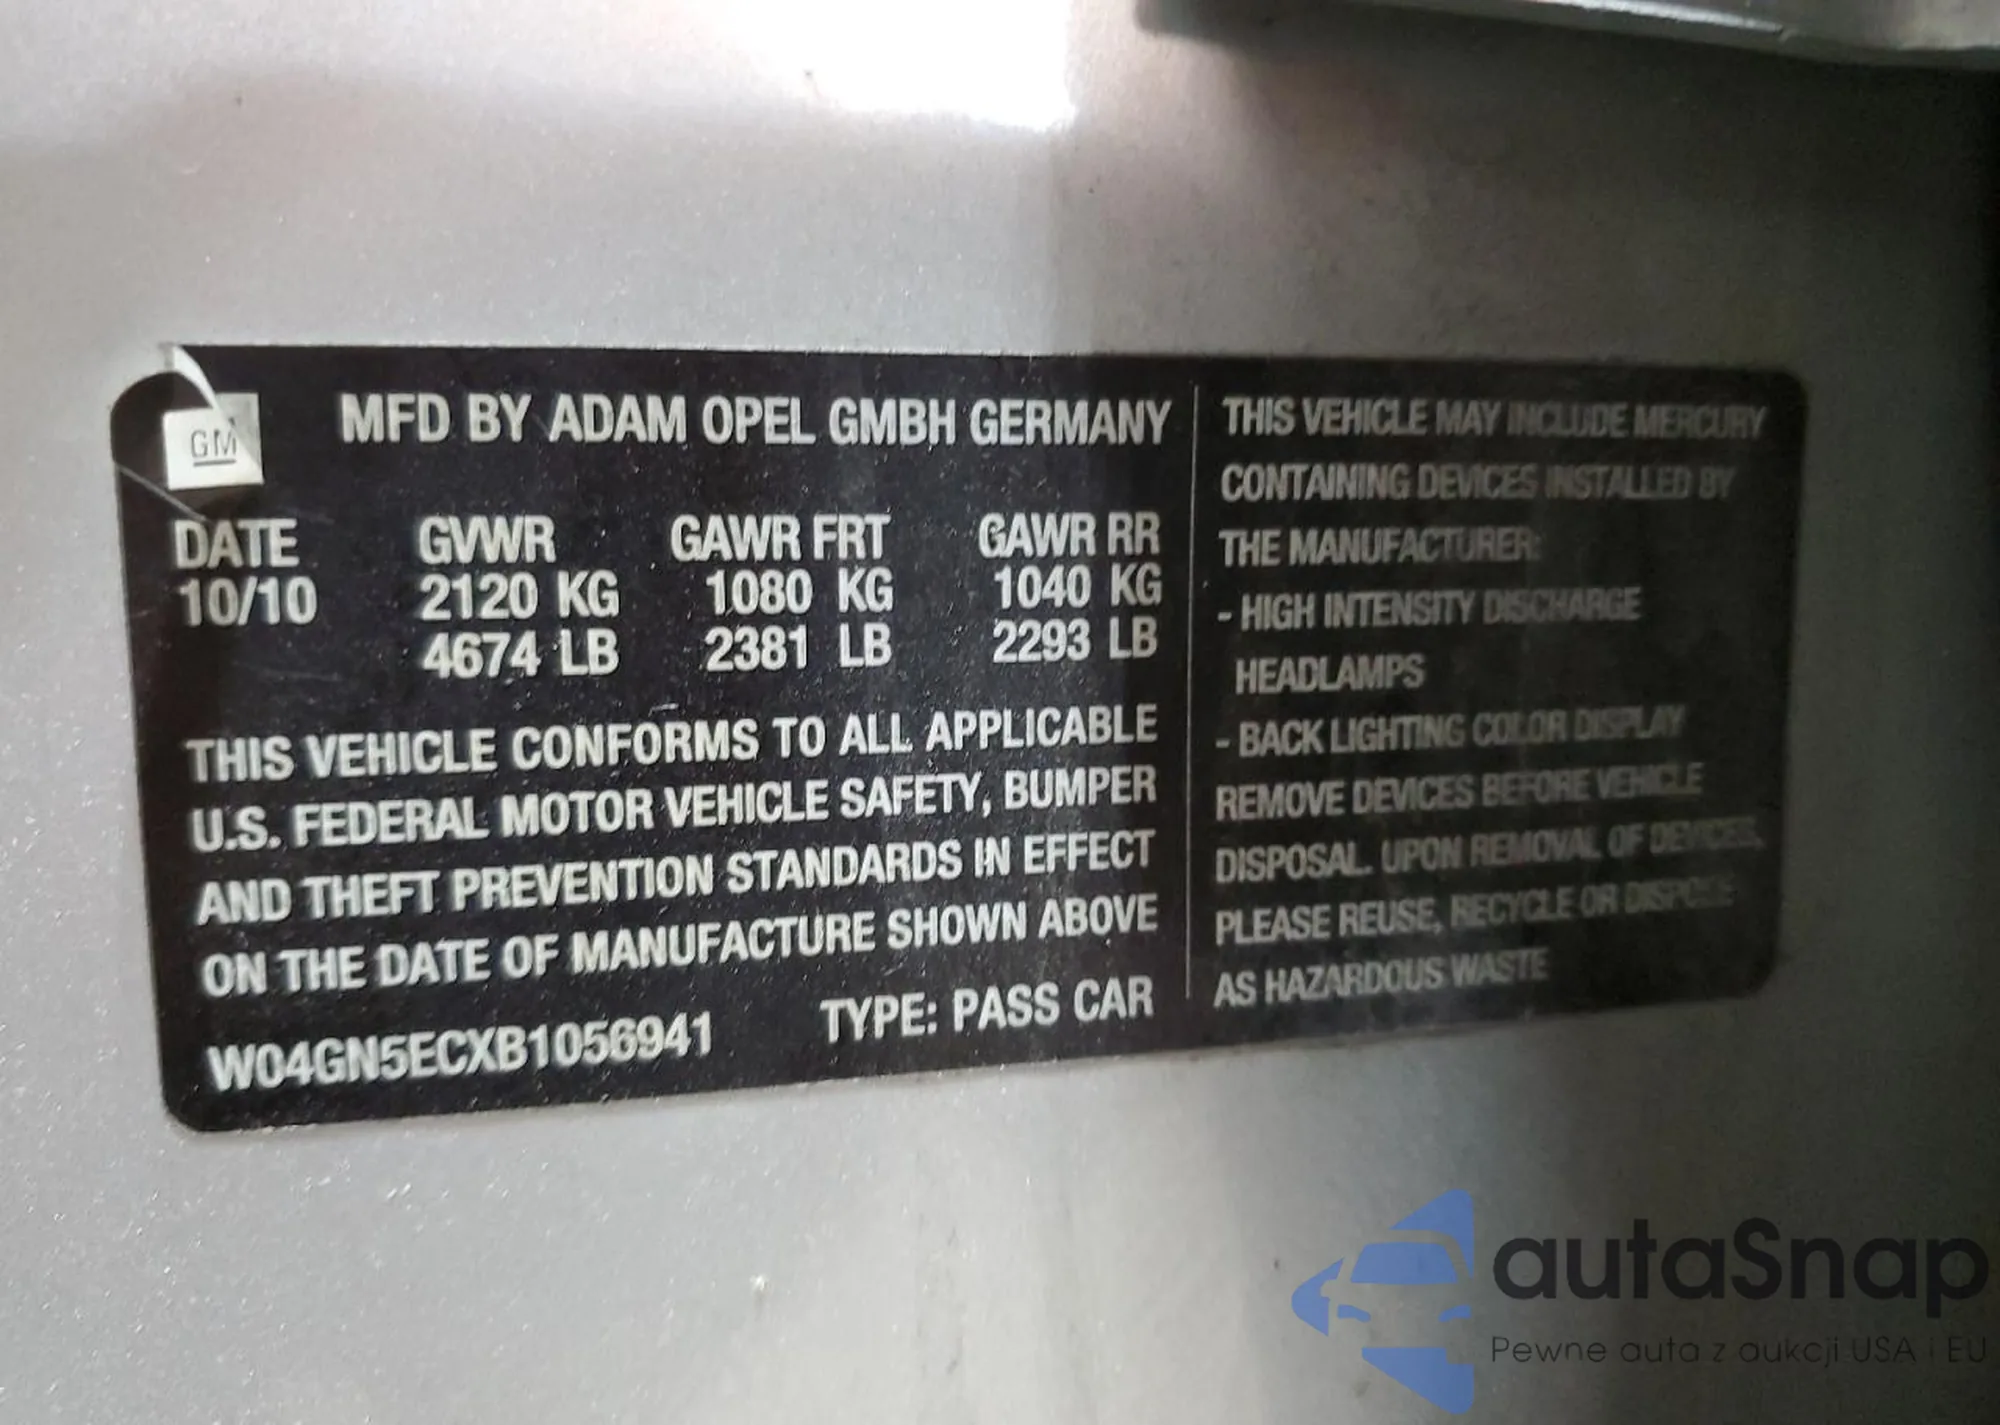 GM
MFD BY ADAM OPEL GMBH GERMANY
DATE GVWR GAWR FRT GAWR RR
10/10 2120 KG 1080 KG 1040 KG
4674 LB 2381 LB 2293 LB
THIS VEHICLE CONFORMS TO ALL APPLICABLE
U.S. FEDERAL MOTOR VEHICLE SAFETY, BUMPER
AND THEFT PREVENTION STANDARDS IN EFFECT
ON THE DATE OF MANUFACTURE SHOWN ABOVE
W04GN5ECXB1056941 TYPE: PASS CAR
THIS VEHICLE MAY INCLUDE MERCURY
CONTAINING DEVICES INSTALLED BY
THE MANUFACTURER:
- HIGH INTENSITY DISCHARGE
HEADLAMPS
- BACK LIGHTING COLOR DISPLAY
REMOVE DEVICES BEFORE VEHICLE
DISPOSAL. UPON REMOVAL OF DEVICES,
PLEASE REUSE, RECYCLE OR DISPOSE
AS HAZARDOUS WASTE
autaSnap
Pewne auta z aukcji USA i EU